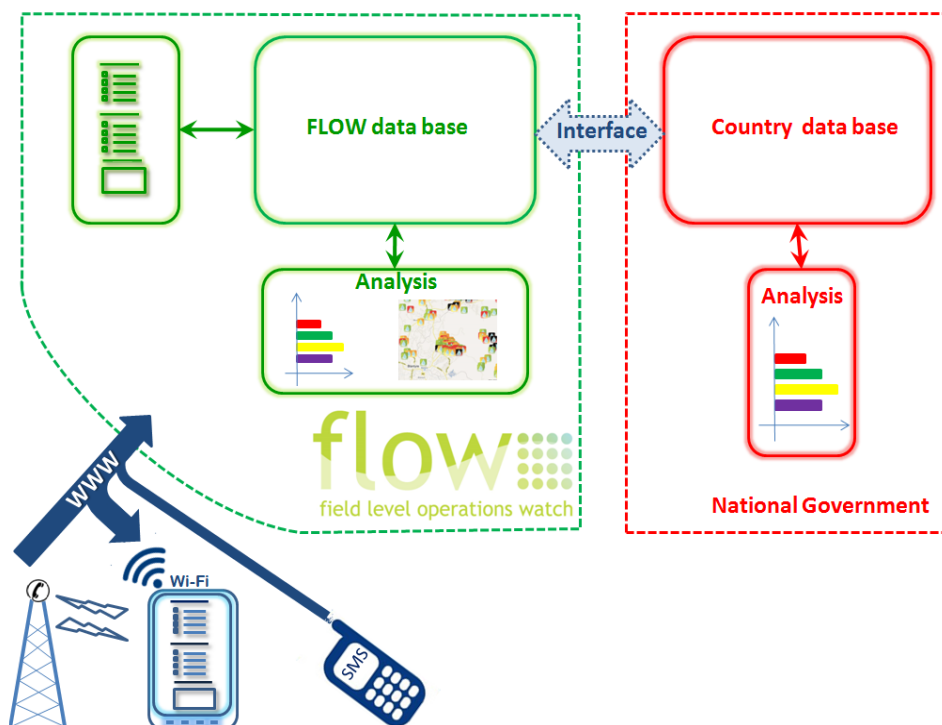 FLOW data base
Interface
Country data base
Analysis
Analysis
flow
field level operations watch
National Government
WWW
Wi-Fi
SMS